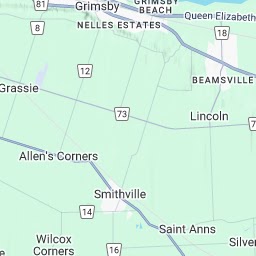 81
Grimsby
GRIMSBY
BEACH
Queen Elizabeth
NELLES ESTATES
8
18
12
BEAMSVILLE
Grassie
73
Lincoln
7
Allen's Corners
Smithville
14
Saint Anns
Wilcox
Corners
16
Silver